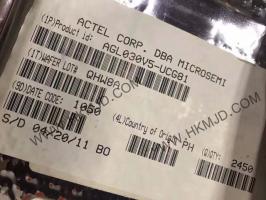 ACTEL CORP. DBA MICROSEMI
(1P)Product id:
AGL030V5-UCG81
(1T)WAFER LOT#
QHW80
(9D)DATE CODE: 1050
(4L)Country of Origin: PH
(Q)QTY: 2450
S/D 04/20/11 BO
WWW.HKMJD.COM